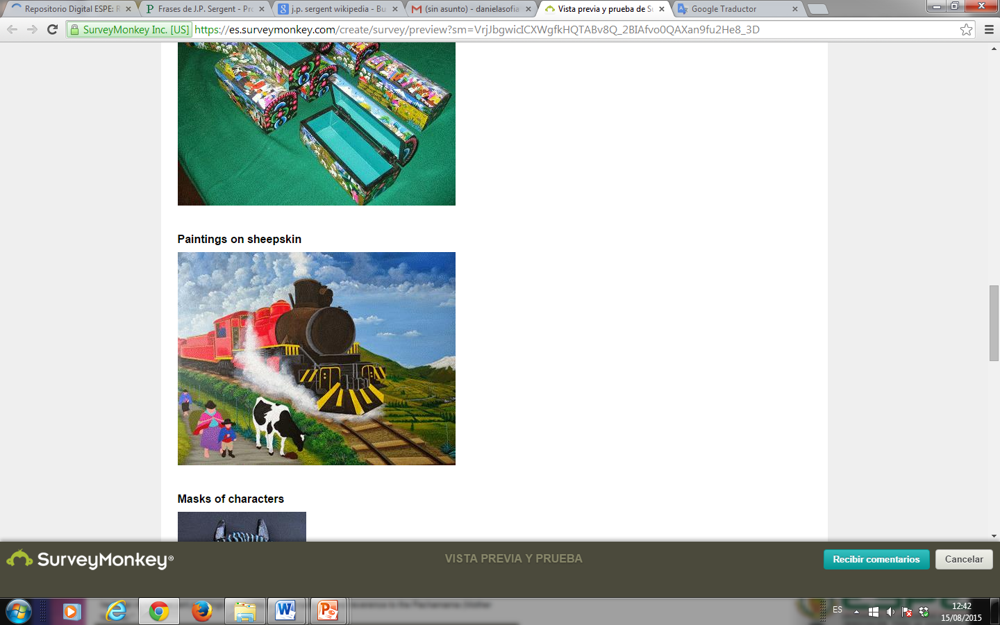 Repositorio Digital ESPE: R
Frases de J.P. Sergent - Pro
j.p. sergent wikipedia - Bu
(sin asunto) - danielasofia
Vista previa y prueba de Su
Google Traductor
SurveyMonkey Inc. [US] https://es.surveymonkey.com/create/survey/preview?sm=VrjJbgwicICXWgfkHQTABv8Q_2BIAfvo0QAXan9fu2He8_3D
Paintings on sheepskin
Masks of characters
SurveyMonkey®
VISTA PREVIA Y PRUEBA
Recibir comentarios
Cancelar
ES
12:42
15/08/2015